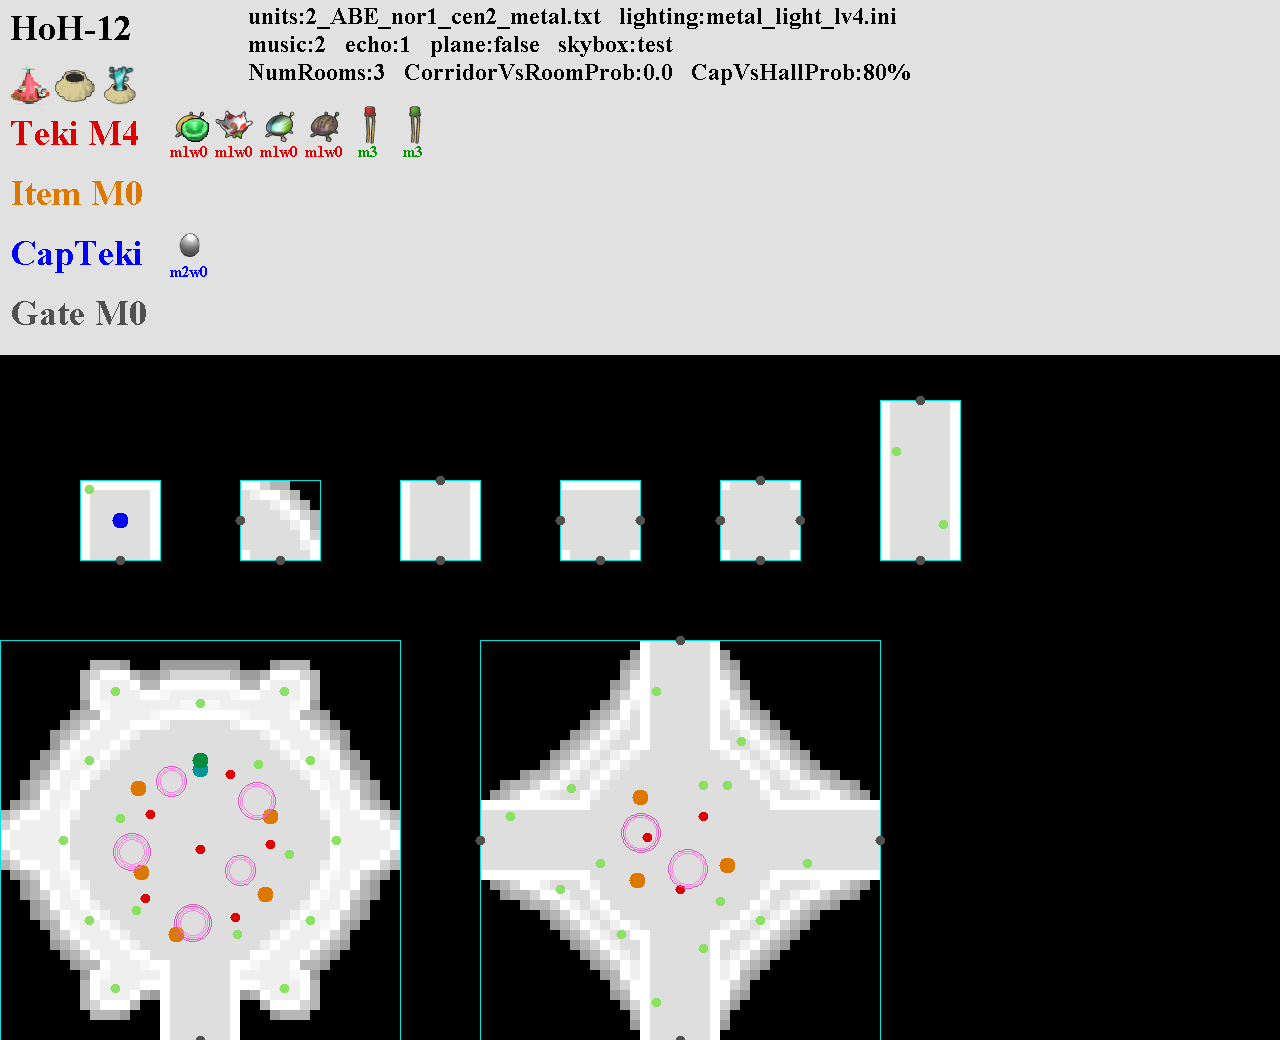 HoH-12
units:2_ABE_nor1_cen2_metal.txt lighting:metal_light_lv4.ini
music:2 echo:1 plane:false skybox:test
NumRooms:3 CorridorVsRoomProb:0.0 CapVsHallProb:80%
Teki M4
m1w0 m1w0 m1w0 m1w0 m3 m3
Item M0
CapTeki
m2w0
Gate M0